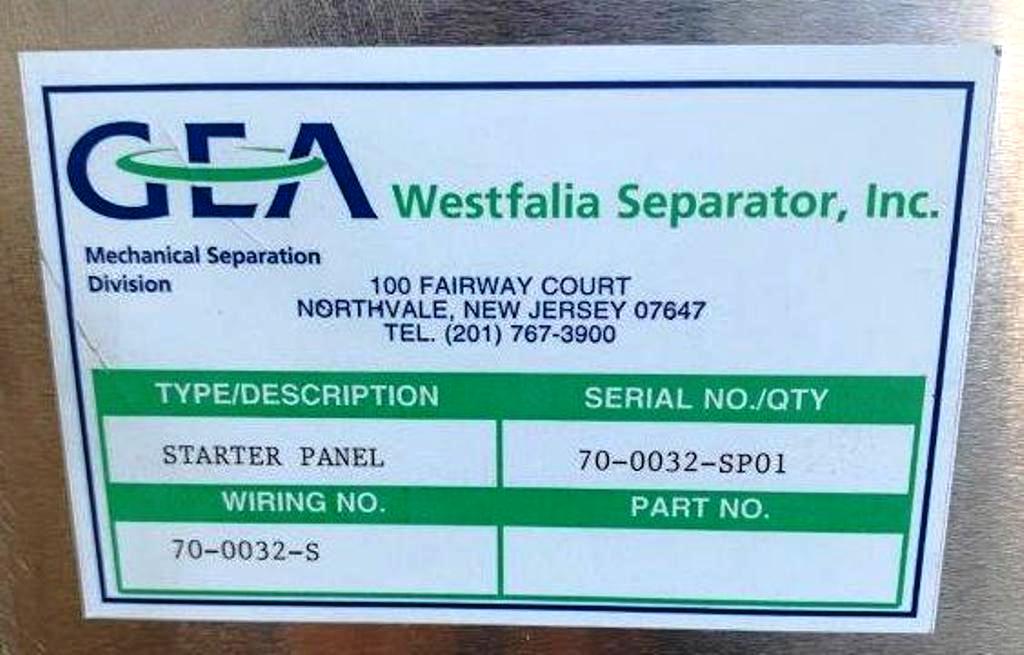 GEA Westfalia Separator, Inc.
Mechanical Separation
Division
100 FAIRWAY COURT
NORTHVALE, NEW JERSEY 07647
TEL. (201) 767-3900
TYPE/DESCRIPTION SERIAL NO./QTY
STARTER PANEL 70-0032-SP01
WIRING NO. PART NO.
70-0032-S